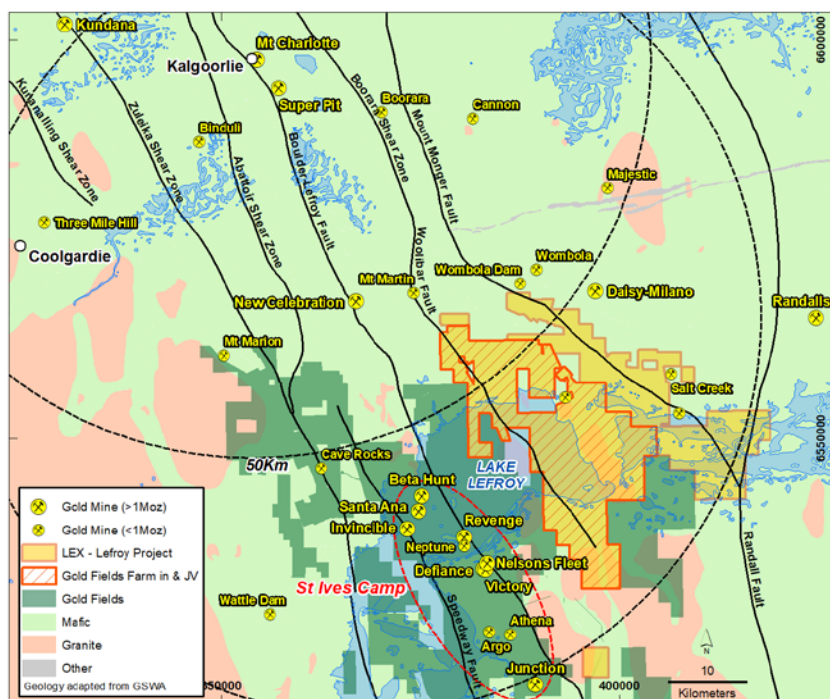 Kundana
Mt Charlotte
Kalgoorlie
Super Pit
Boorara
Cannon
Binduli
Kunanalling Shear Zone
Zuleika Shear Zone
Abattoir Shear Zone
Boulder-Lefroy Fault
Boorara Shear Zone
Mount Monger Fault
6600000
Majestic
Three Mile Hill
Coolgardie
Woolibar Fault
Wombola
Wombola Dam
Mt Martin
Daisy-Milano
New Celebration
Randalls
Mt Marion
Salt Creek
6550000
50Km
Cave Rocks
LAKE
LEFROY
Beta Hunt
Santa Ana
Invincible
Revenge
Neptune
Nelsons Fleet
Defiance
Victory
St Ives Camp
Speedway Fault
Randall Fault
Wattle Dam
Athena
Argo
Junction
Gold Mine (>1Moz)
Gold Mine (<1Moz)
LEX - Lefroy Project
Gold Fields Farm in & JV
Gold Fields
Mafic
Granite
Other
Geology adapted from GSWA
350000
400000
N
10
Kilometers